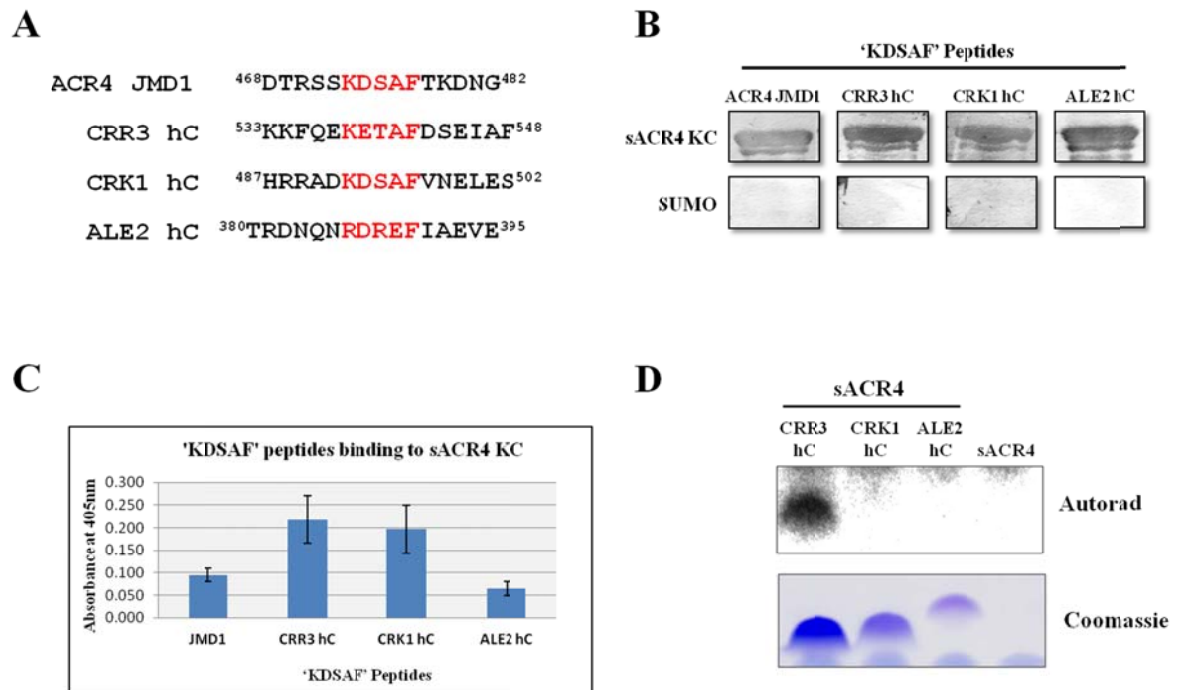 A
ACR4 JMD1 ⁴⁶⁸DTRSSKDSAFTKDNG⁴⁸²
CRR3 hC ⁵³³KKFQEKETAFDSEIAF⁵⁴⁸
CRK1 hC ⁴⁸⁷HRRADKDSAFVNELES⁵⁰²
ALE2 hC ³⁸⁰TRDNQNRDREFIAEVE³⁹⁵
B
'KDSAF' Peptides
ACR4 JMD1 CRR3 hC CRK1 hC ALE2 hC
sACR4 KC
SUMO
C
'KDSAF' peptides binding to sACR4 KC
Absorbance at 405nm
0.300
0.250
0.200
0.150
0.100
0.050
0.000
JMD1 CRR3 hC CRK1 hC ALE2 hC
'KDSAF' Peptides
D
sACR4
CRR3 CRK1 ALE2
hC hC hC sACR4
Autorad
Coomassie